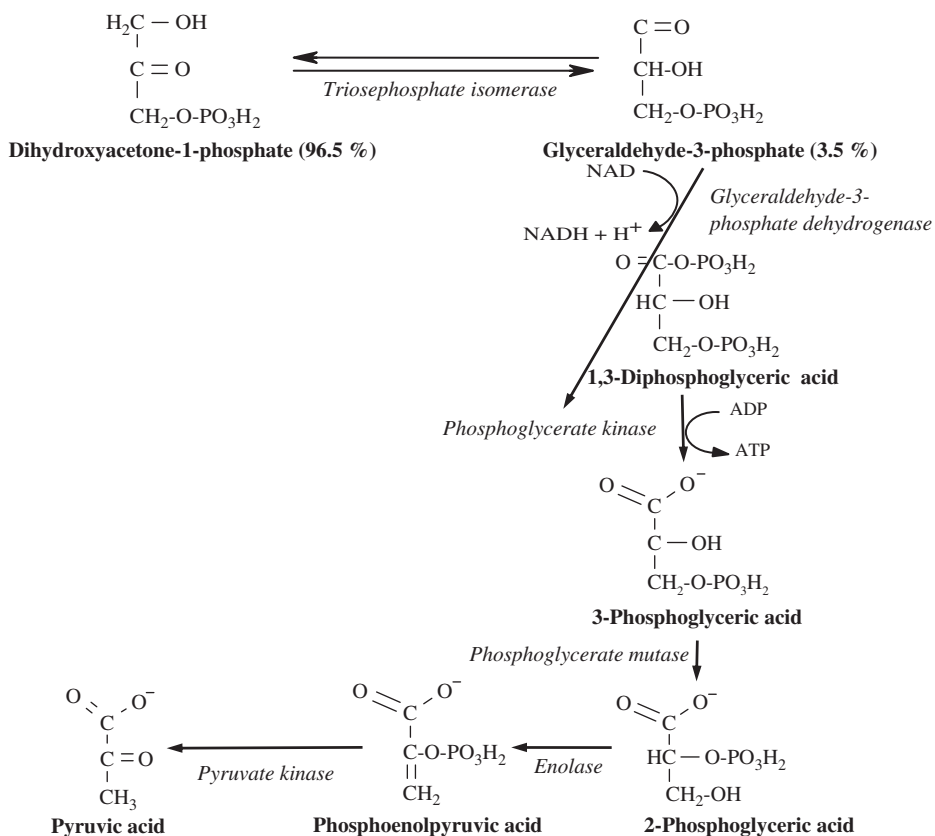 H₂C — OH
C = O
CH₂-O-PO₃H₂
Dihydroxyacetone-1-phosphate (96.5 %)
Triosephosphate isomerase
C = O
CH-OH
CH₂-O-PO₃H₂
Glyceraldehyde-3-phosphate (3.5 %)
NAD
NADH + H⁺
Glyceraldehyde-3-
phosphate dehydrogenase
O = C-O-PO₃H₂
HC — OH
CH₂-O-PO₃H₂
1,3-Diphosphoglyceric acid
Phosphoglycerate kinase
ADP
ATP
O O⁻
C
C — OH
CH₂-O-PO₃H₂
3-Phosphoglyceric acid
Phosphoglycerate mutase
O O⁻
C
HC — O-PO₃H₂
CH₂-OH
2-Phosphoglyceric acid
Enolase
O O⁻
C
C-O-PO₃H₂
CH₂
Phosphoenolpyruvic acid
Pyruvate kinase
O O⁻
C
C = O
CH₃
Pyruvic acid